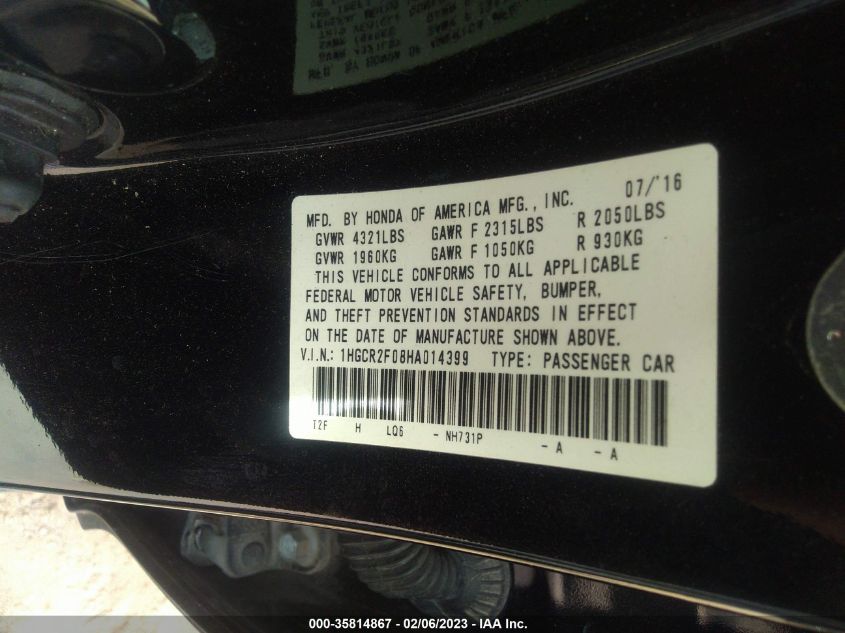 07/'16
MFD. BY HONDA OF AMERICA MFG., INC.
GVWR 4321LBS GAWR F 2315LBS R 2050LBS
GVWR 1960KG GAWR F 1050KG R 930KG
THIS VEHICLE CONFORMS TO ALL APPLICABLE
FEDERAL MOTOR VEHICLE SAFETY, BUMPER,
AND THEFT PREVENTION STANDARDS IN EFFECT
ON THE DATE OF MANUFACTURE SHOWN ABOVE.
V.I.N.: 1HGCR2F08HA014399 TYPE: PASSENGER CAR
T2F H LQ6 - NH731P - A - A
000-35814867 - 02/06/2023 - IAA Inc.